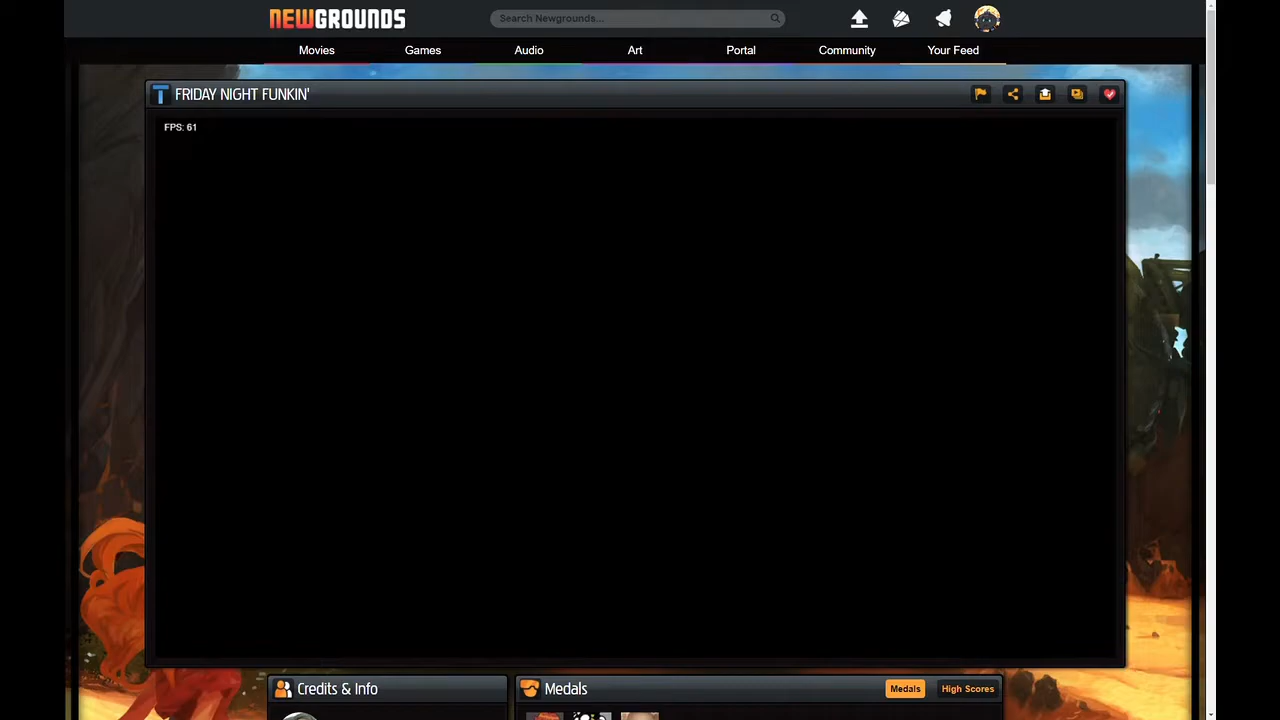 NEWGROUNDS
Search Newgrounds...
Movies Games Audio Art Portal Community Your Feed
T FRIDAY NIGHT FUNKIN'
FPS: 61
Credits & Info
Medals
Medals High Scores